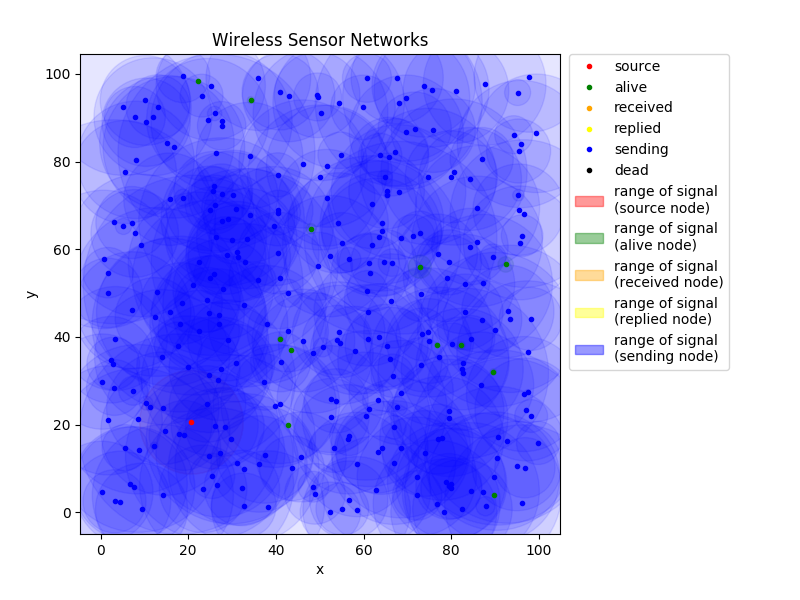 Wireless Sensor Networks
100
80
60
40
20
0
y
0 20 40 60 80 100
x
source
alive
received
replied
sending
dead
range of signal
(source node)
range of signal
(alive node)
range of signal
(received node)
range of signal
(replied node)
range of signal
(sending node)